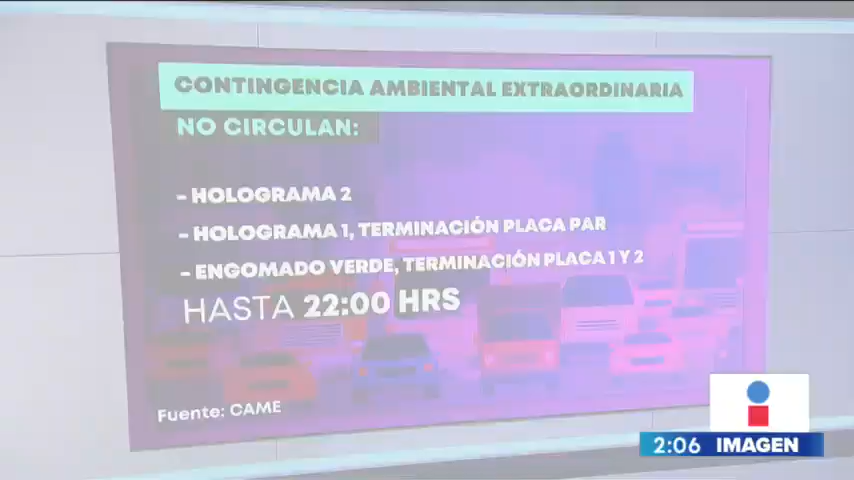 CONTINGENCIA AMBIENTAL EXTRAORDINARIA
NO CIRCULAN:
- HOLOGRAMA 2
- HOLOGRAMA 1, TERMINACIÓN PLACA PAR
- ENGOMADO VERDE, TERMINACIÓN PLACA 1 Y 2
HASTA 22:00 HRS
Fuente: CAME
2:06 IMAGEN